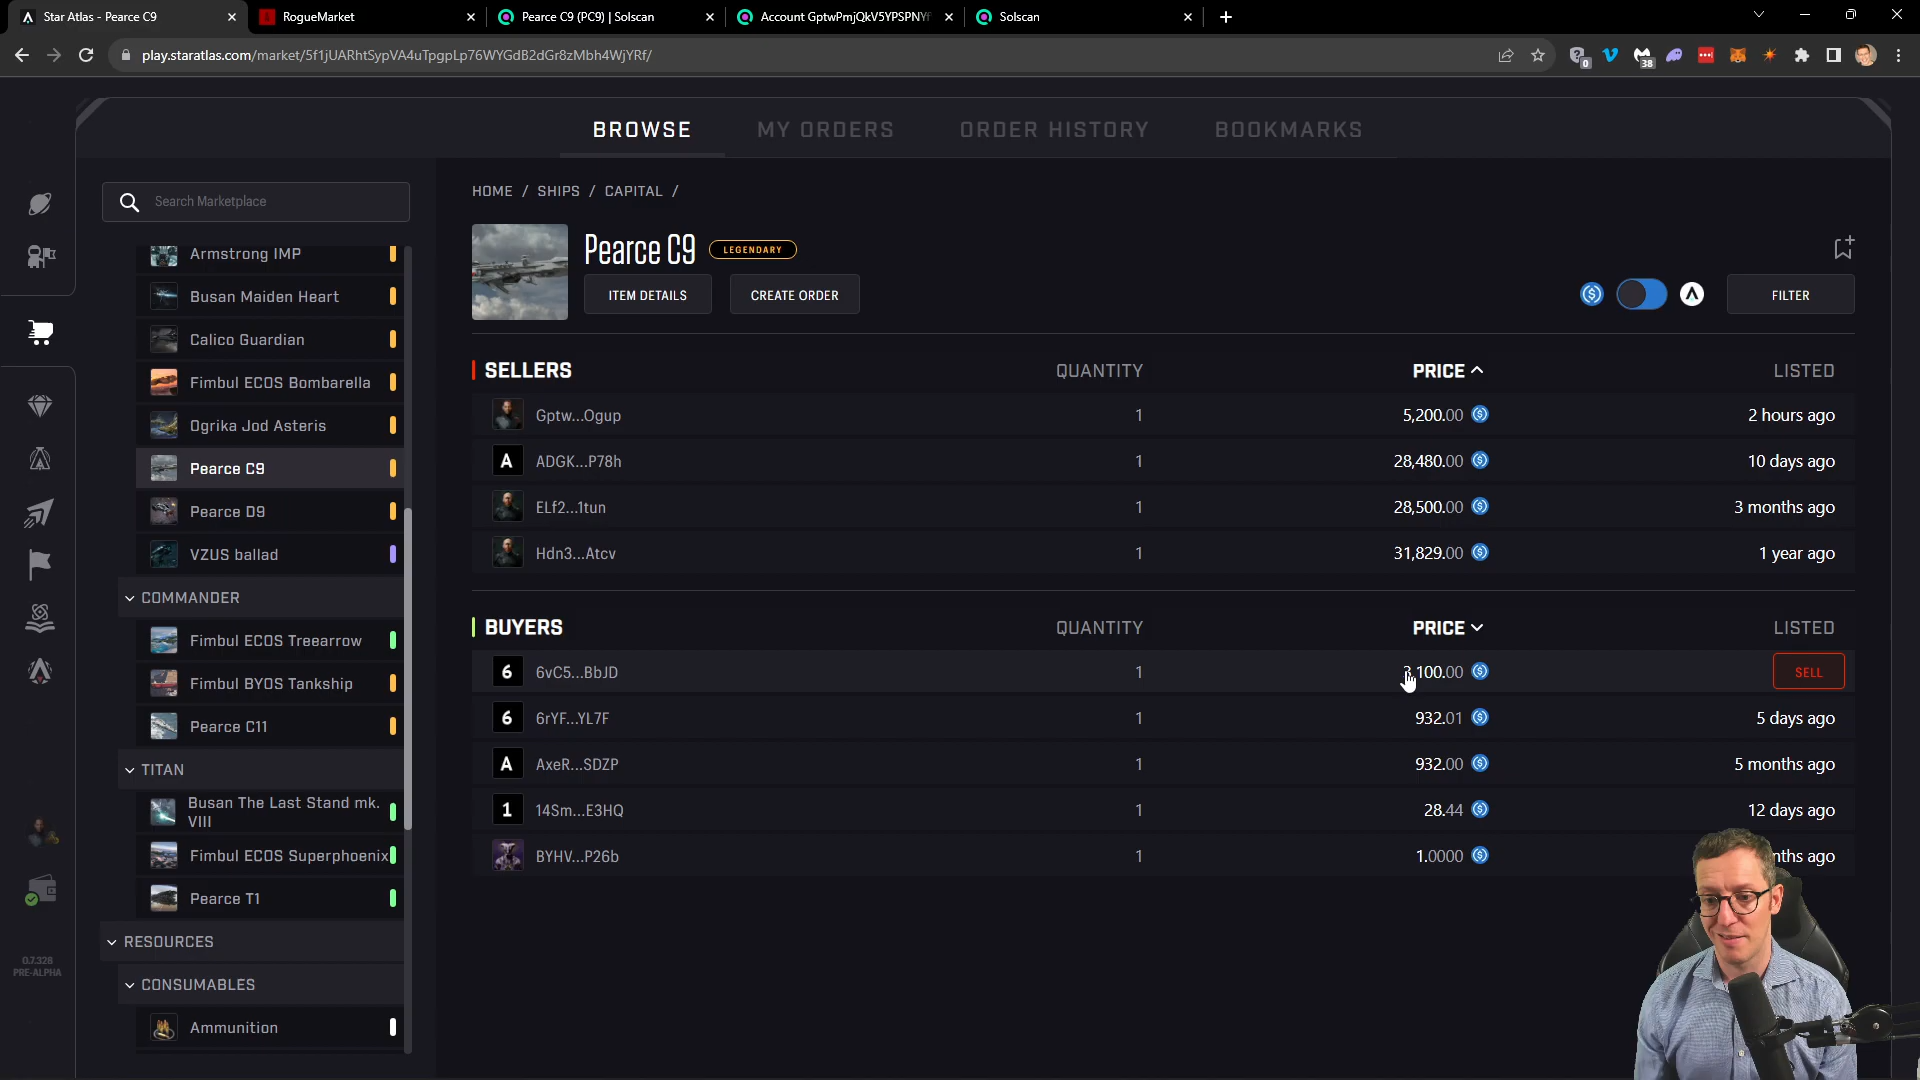 Star Atlas - Pearce C9
RogueMarket
Pearce C9 (PC9) | Solscan
Account GptwPmjQkV5YPSPNYF
Solscan
play.staratlas.com/market/5f1jUARhtSypVA4uTpgpLp76WYGdB2dGr8zMbh4WjYRf/
0
38
BROWSE
MY ORDERS
ORDER HISTORY
BOOKMARKS
Search Marketplace
HOME / SHIPS / CAPITAL /
Armstrong IMP
Busan Maiden Heart
Calico Guardian
Fimbul ECOS Bombarella
Ogrika Jod Asteris
Pearce C9
Pearce D9
VZUS ballad
COMMANDER
Fimbul ECOS Treearrow
Fimbul BYOS Tankship
Pearce C11
TITAN
Busan The Last Stand mk.
VIII
Fimbul ECOS Superphoenix
Pearce T1
RESOURCES
CONSUMABLES
Ammunition
0.7.328
PRE-ALPHA
Pearce C9
LEGENDARY
ITEM DETAILS
CREATE ORDER
FILTER
SELLERS QUANTITY PRICE LISTED
Gptw...Ogup 1 5,200.00 2 hours ago
A ADGK...P78h 1 28,480.00 10 days ago
ELf2...1tun 1 28,500.00 3 months ago
Hdn3...Atcv 1 31,829.00 1 year ago
BUYERS QUANTITY PRICE LISTED
6 6vC5...BbJD 1 3,100.00 SELL
6 6rYF...YL7F 1 932.01 5 days ago
A AxeR...SDZP 1 932.00 5 months ago
1 14Sm...E3HQ 1 28.44 12 days ago
BYHV...P26b 1 1.0000 nths ago